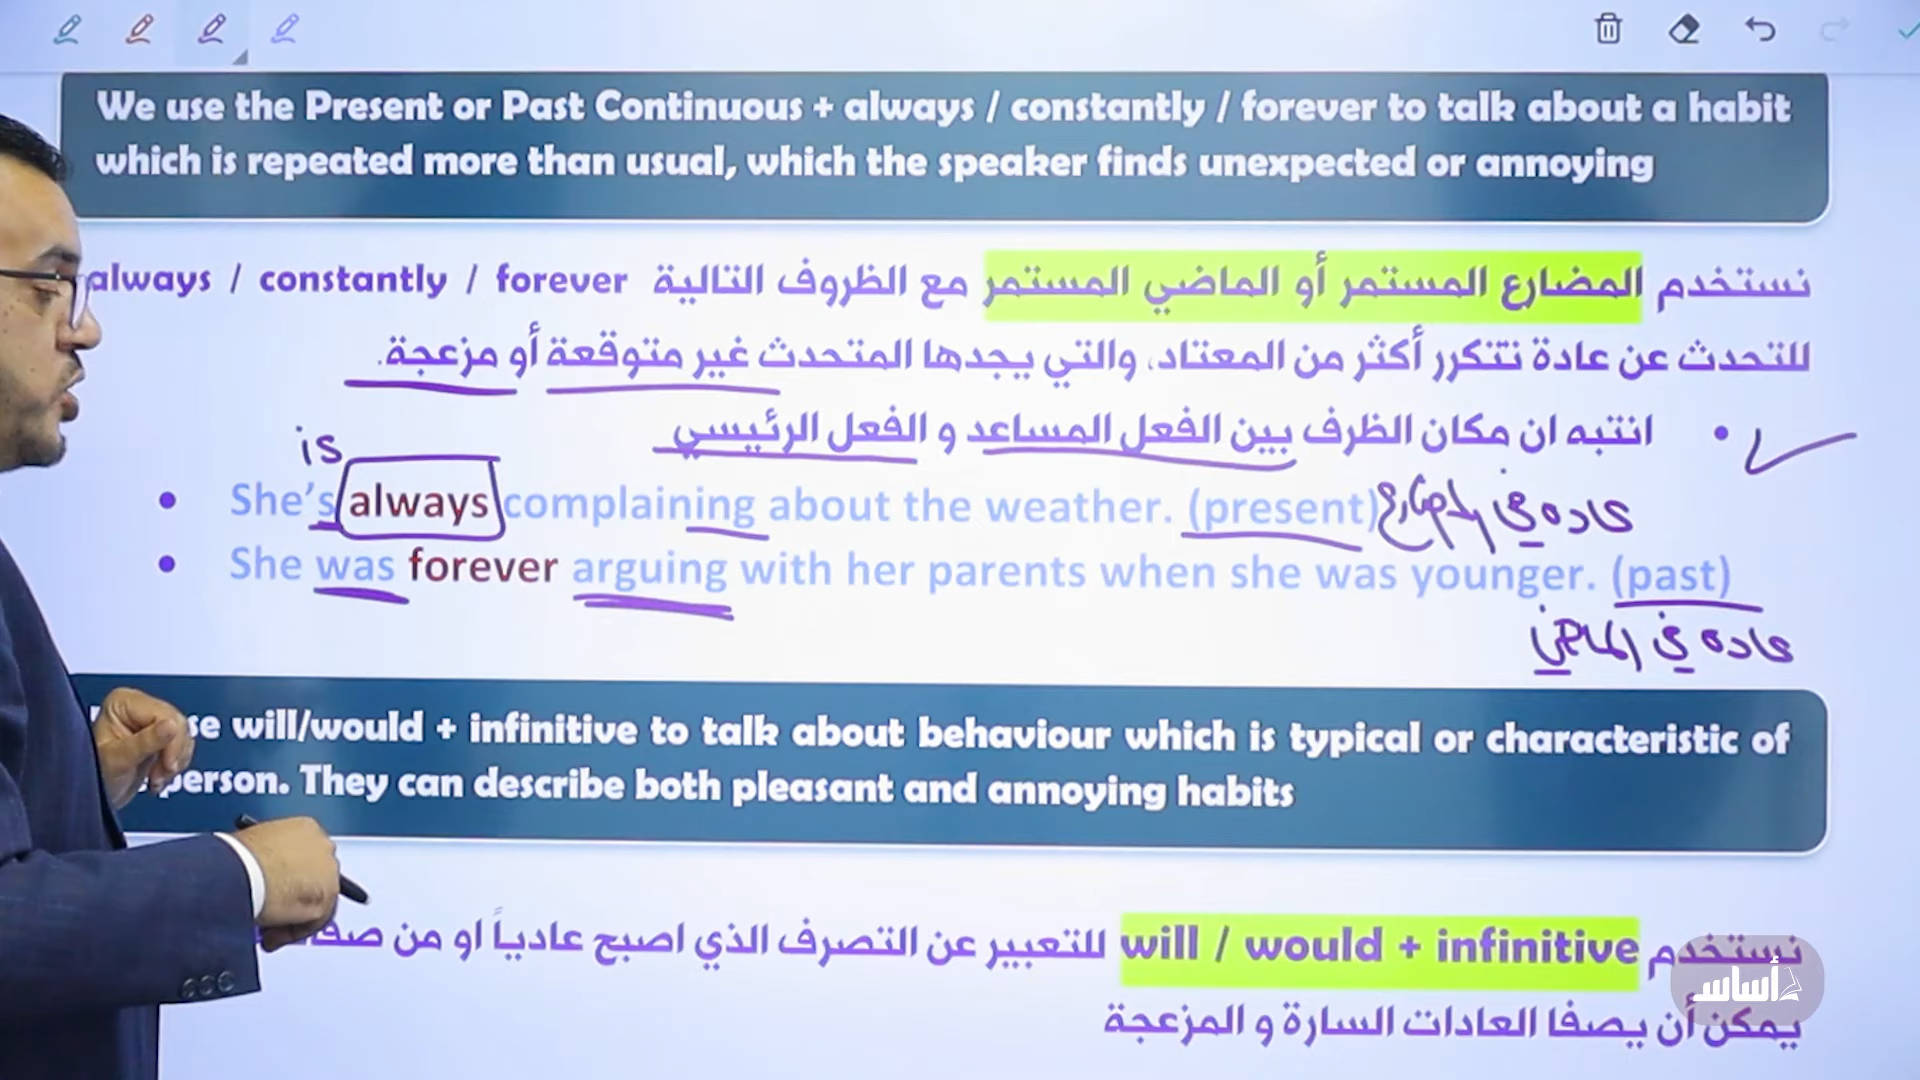 We use the Present or Past Continuous + always / constantly / forever to talk about a habit
which is repeated more than usual, which the speaker finds unexpected or annoying
نستخدم المضارع المستمر أو الماضي المستمر مع الظروف التالية always / constantly / forever
للتحدث عن عادة تتكرر أكثر من المعتاد، والتي يجدها المتحدث غير متوقعة أو مزعجة.
• انتبه ان مكان الظرف بين الفعل المساعد و الفعل الرئيسي
is
• She's always complaining about the weather. (present) عاده في المضارع
• She was forever arguing with her parents when she was younger. (past)
عاده في الماضي
se will/would + infinitive to talk about behaviour which is typical or characteristic of
person. They can describe both pleasant and annoying habits
نستخدم will / would + infinitive للتعبير عن التصرف الذي اصبح عادياً او من
يمكن أن يصفا العادات السارة و المزعجة
أساس